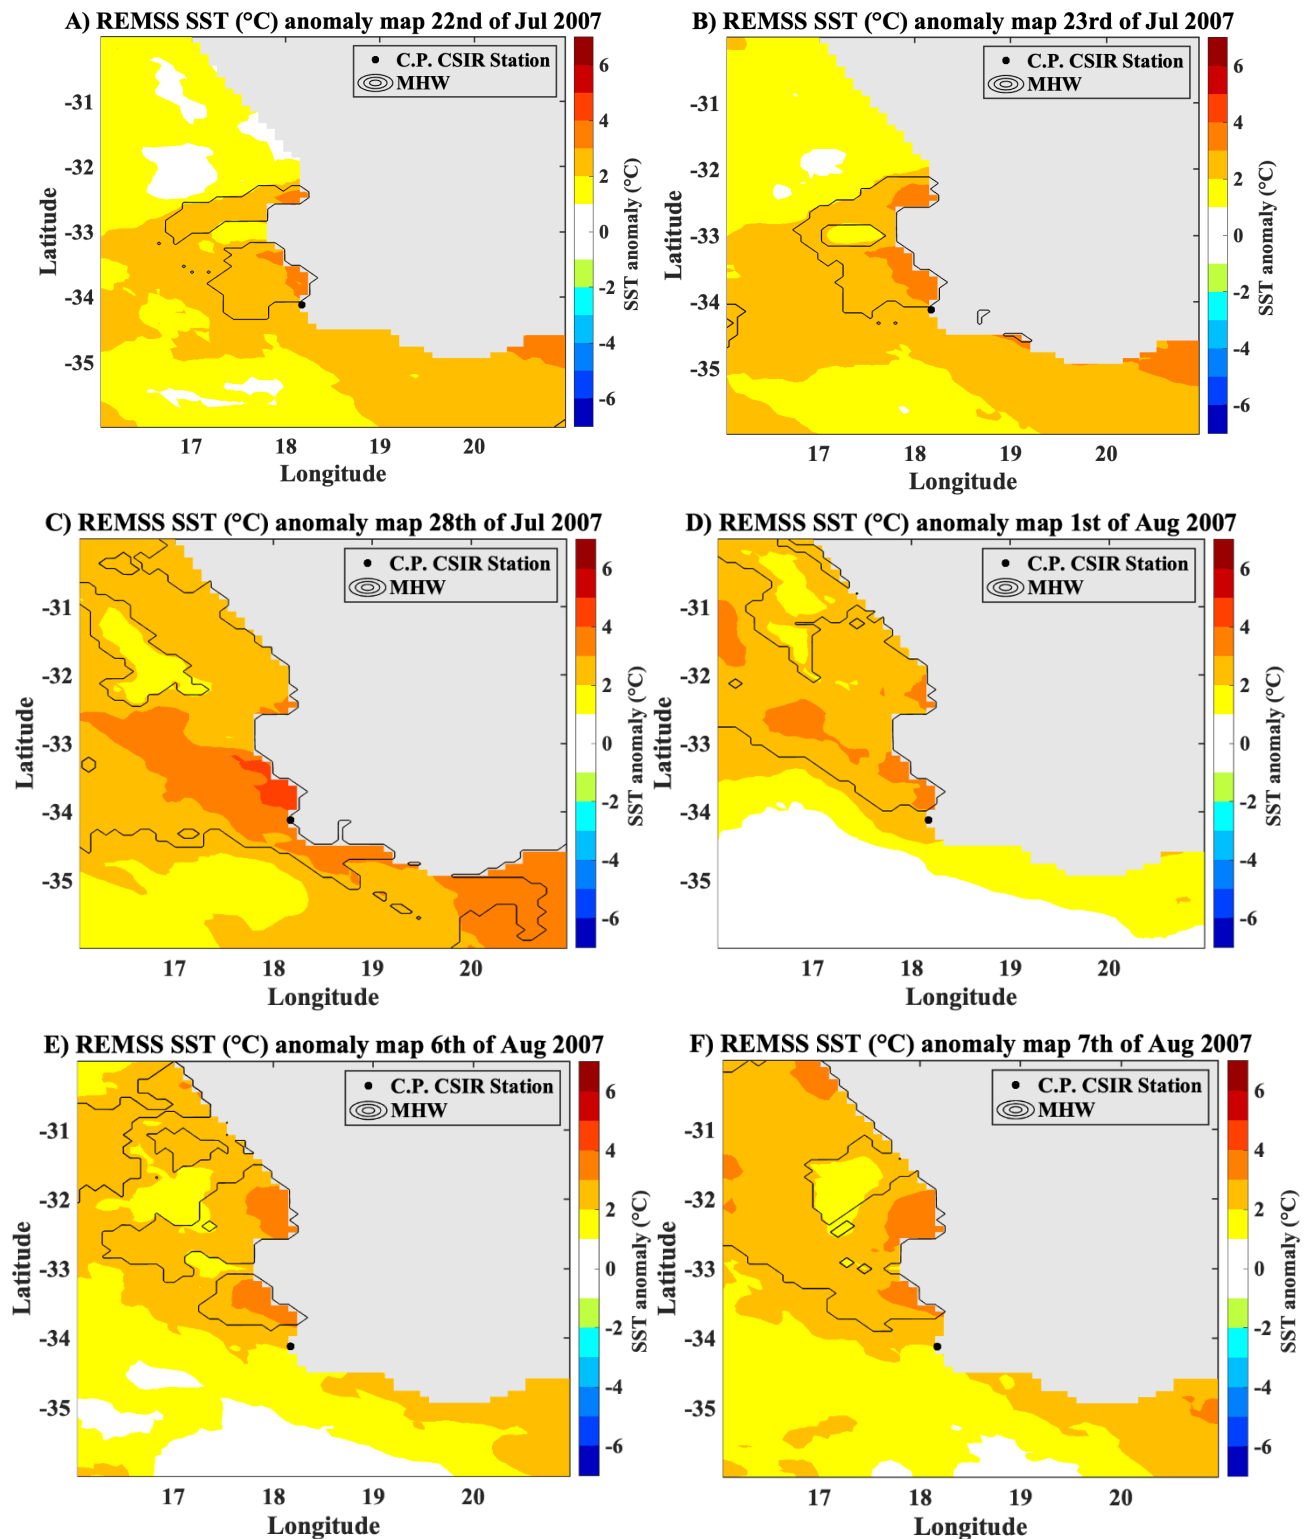 A) REMSS SST (°C) anomaly map 22nd of Jul 2007
C.P. CSIR Station
MHW
-31
-32
-33
-34
-35
Latitude
17
18
19
20
Longitude
6
4
2
0
-2
-4
-6
SST anomaly (°C)
B) REMSS SST (°C) anomaly map 23rd of Jul 2007
C.P. CSIR Station
MHW
-31
-32
-33
-34
-35
Latitude
17
18
19
20
Longitude
6
4
2
0
-2
-4
-6
SST anomaly (°C)
C) REMSS SST (°C) anomaly map 28th of Jul 2007
C.P. CSIR Station
MHW
-31
-32
-33
-34
-35
Latitude
17
18
19
20
Longitude
6
4
2
0
-2
-4
-6
SST anomaly (°C)
D) REMSS SST (°C) anomaly map 1st of Aug 2007
C.P. CSIR Station
MHW
-31
-32
-33
-34
-35
Latitude
17
18
19
20
Longitude
6
4
2
0
-2
-4
-6
SST anomaly (°C)
E) REMSS SST (°C) anomaly map 6th of Aug 2007
C.P. CSIR Station
MHW
-31
-32
-33
-34
-35
Latitude
17
18
19
20
Longitude
6
4
2
0
-2
-4
-6
SST anomaly (°C)
F) REMSS SST (°C) anomaly map 7th of Aug 2007
C.P. CSIR Station
MHW
-31
-32
-33
-34
-35
Latitude
17
18
19
20
Longitude
6
4
2
0
-2
-4
-6
SST anomaly (°C)